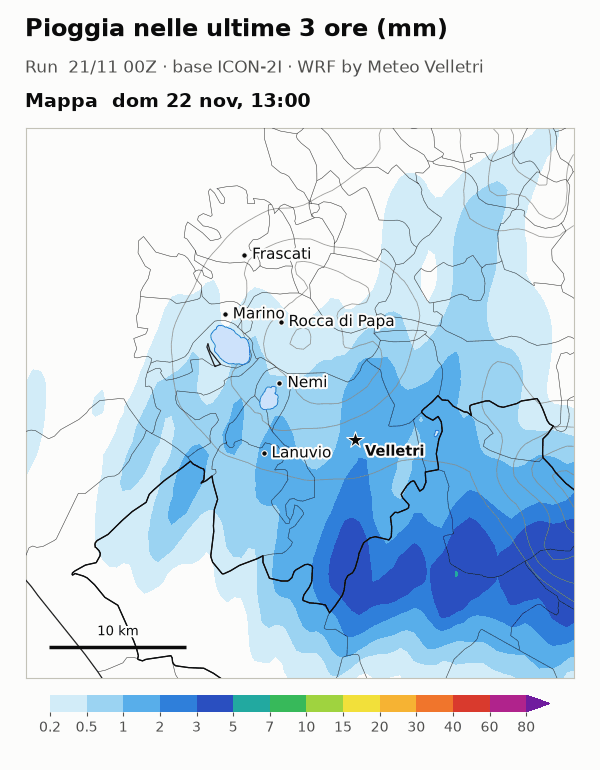 Pioggia nelle ultime 3 ore (mm)
Run 21/11 00Z · base ICON-2I · WRF by Meteo Velletri
Mappa dom 22 nov, 13:00
Frascati
Marino
Rocca di Papa
Nemi
Velletri
Lanuvio
10 km
0.2 0.5 1 2 3 5 7 10 15 20 30 40 60 80